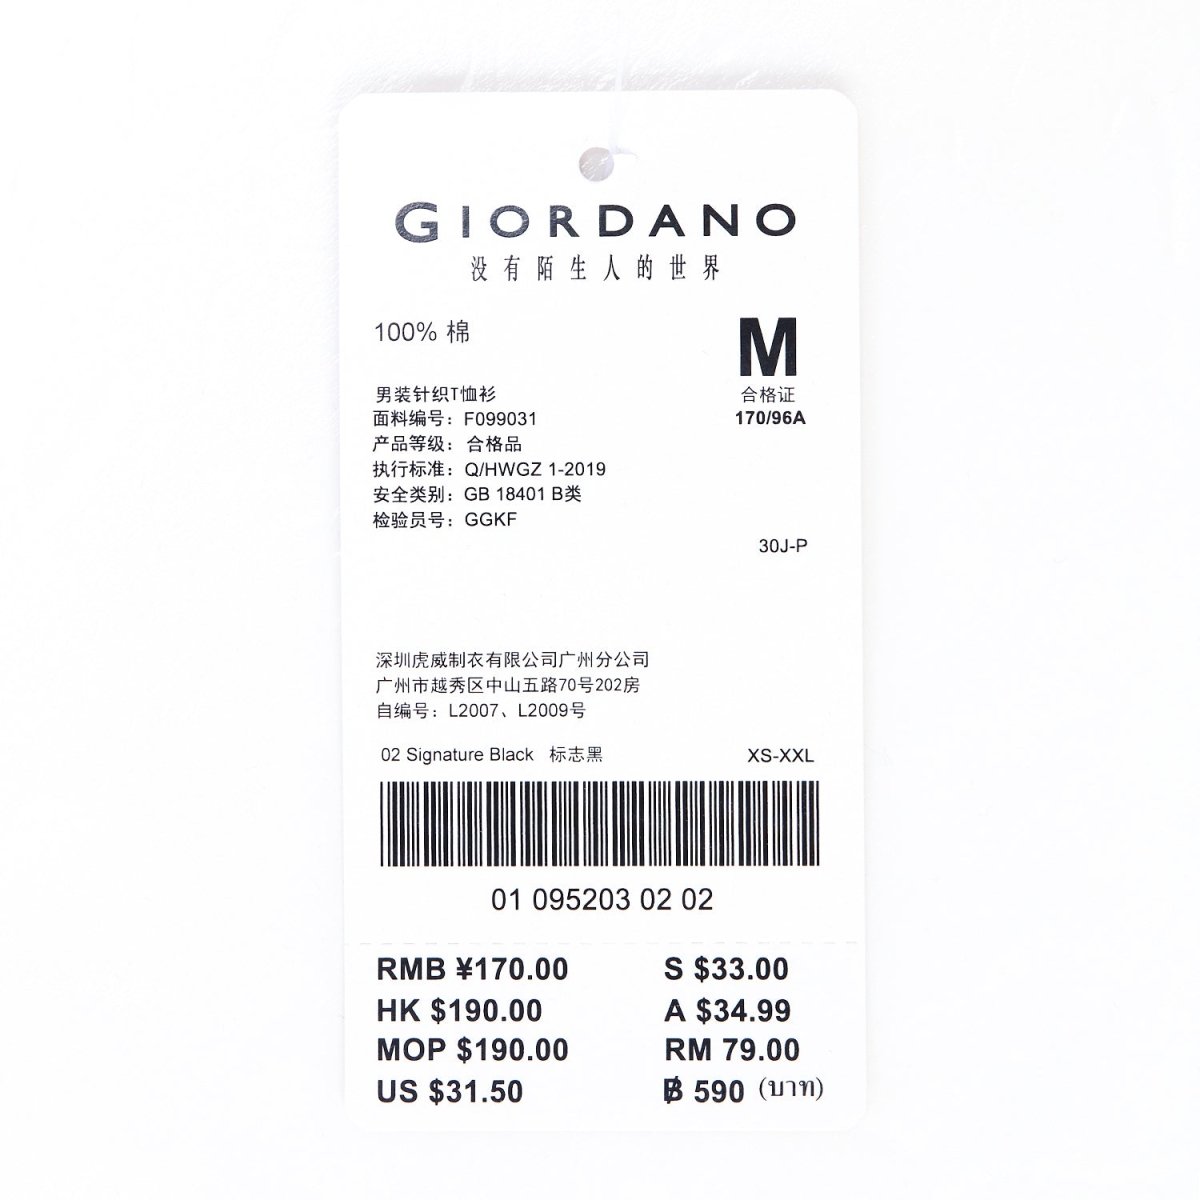 GIORDANO
没有陌生人的世界
100% 棉
M
合格证
170/96A
男装针织T恤衫
面料编号：F099031
产品等级：合格品
执行标准：Q/HWGZ 1-2019
安全类别：GB 18401 B类
检验员号：GGKF
30J-P
深圳虎威制衣有限公司广州分公司
广州市越秀区中山五路70号202房
自编号：L2007、L2009号
02 Signature Black 标志黑 XS-XXL
01 095203 02 02
RMB ¥170.00 S $33.00
HK $190.00 A $34.99
MOP $190.00 RM 79.00
US $31.50 ฿ 590 (บาท)